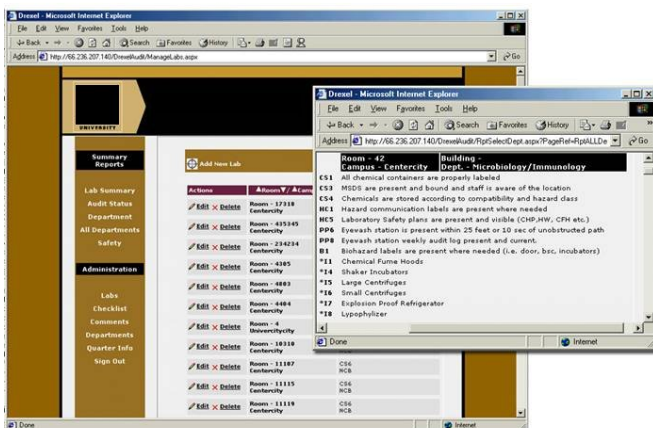 Drexel - Microsoft Internet Explorer
File Edit View Favorites Tools Help
Back Search Favorites History
Address http://66.236.207.140/DrexelAudit/ManageLabs.aspx Go
UNIVERSITY
Summary
Reports
Lab Summary
Audit Status
Department
All Departments
Safety
Administration
Labs
Checklist
Comments
Departments
Quarter Info
Sign Out
Add New Lab
Actions Room / Camp
Edit Delete Room - 17318
Centercity
Edit Delete Room - 435345
Centercity
Edit Delete Room - 234234
Centercity
Edit Delete Room - 4305
Centercity
Edit Delete Room - 4803
Centercity
Edit Delete Room - 4404
Centercity
Edit Delete Room - 4
Univercitycity
Edit Delete Room - 10310
Centercity
Edit Delete Room - 11107 CS6
Centercity MCB
Edit Delete Room - 11115 CS6
Centercity MCB
Edit Delete Room - 11119 CS6
Centercity MCB
Done Internet
Drexel - Microsoft Internet Explorer
File Edit View Favorites Tools Help
Back Search Favorites History
Address http://66.236.207.140/DrexelAudit/RptSelectDept.aspx?PageRef=RptALLDe Go
Room - 42 Building -
Campus - Centercity Dept. - Microbiology/Immunology
CS1 All chemical containers are properly labeled
CS3 MSDS are present and bound and staff is aware of the location
CS4 Chemicals are stored according to compatibility and hazard class
HC1 Hazard communication labels are present where needed
HC5 Laboratory Safety plans are present and visible (CHP,HW, CFH etc.)
PP6 Eyewash station is present within 25 feet or 10 sec of unobstructed path
PP8 Eyewash station weekly audit log present and current.
B1 Biohazard labels are present where needed (i.e. door, bsc, incubators)
*I1 Chemical Fume Hoods
*I4 Shaker Incubators
*I5 Large Centrifuges
*I6 Small Centrifuges
*I7 Explosion Proof Refrigerator
*I8 Lypophylizer
Done Internet